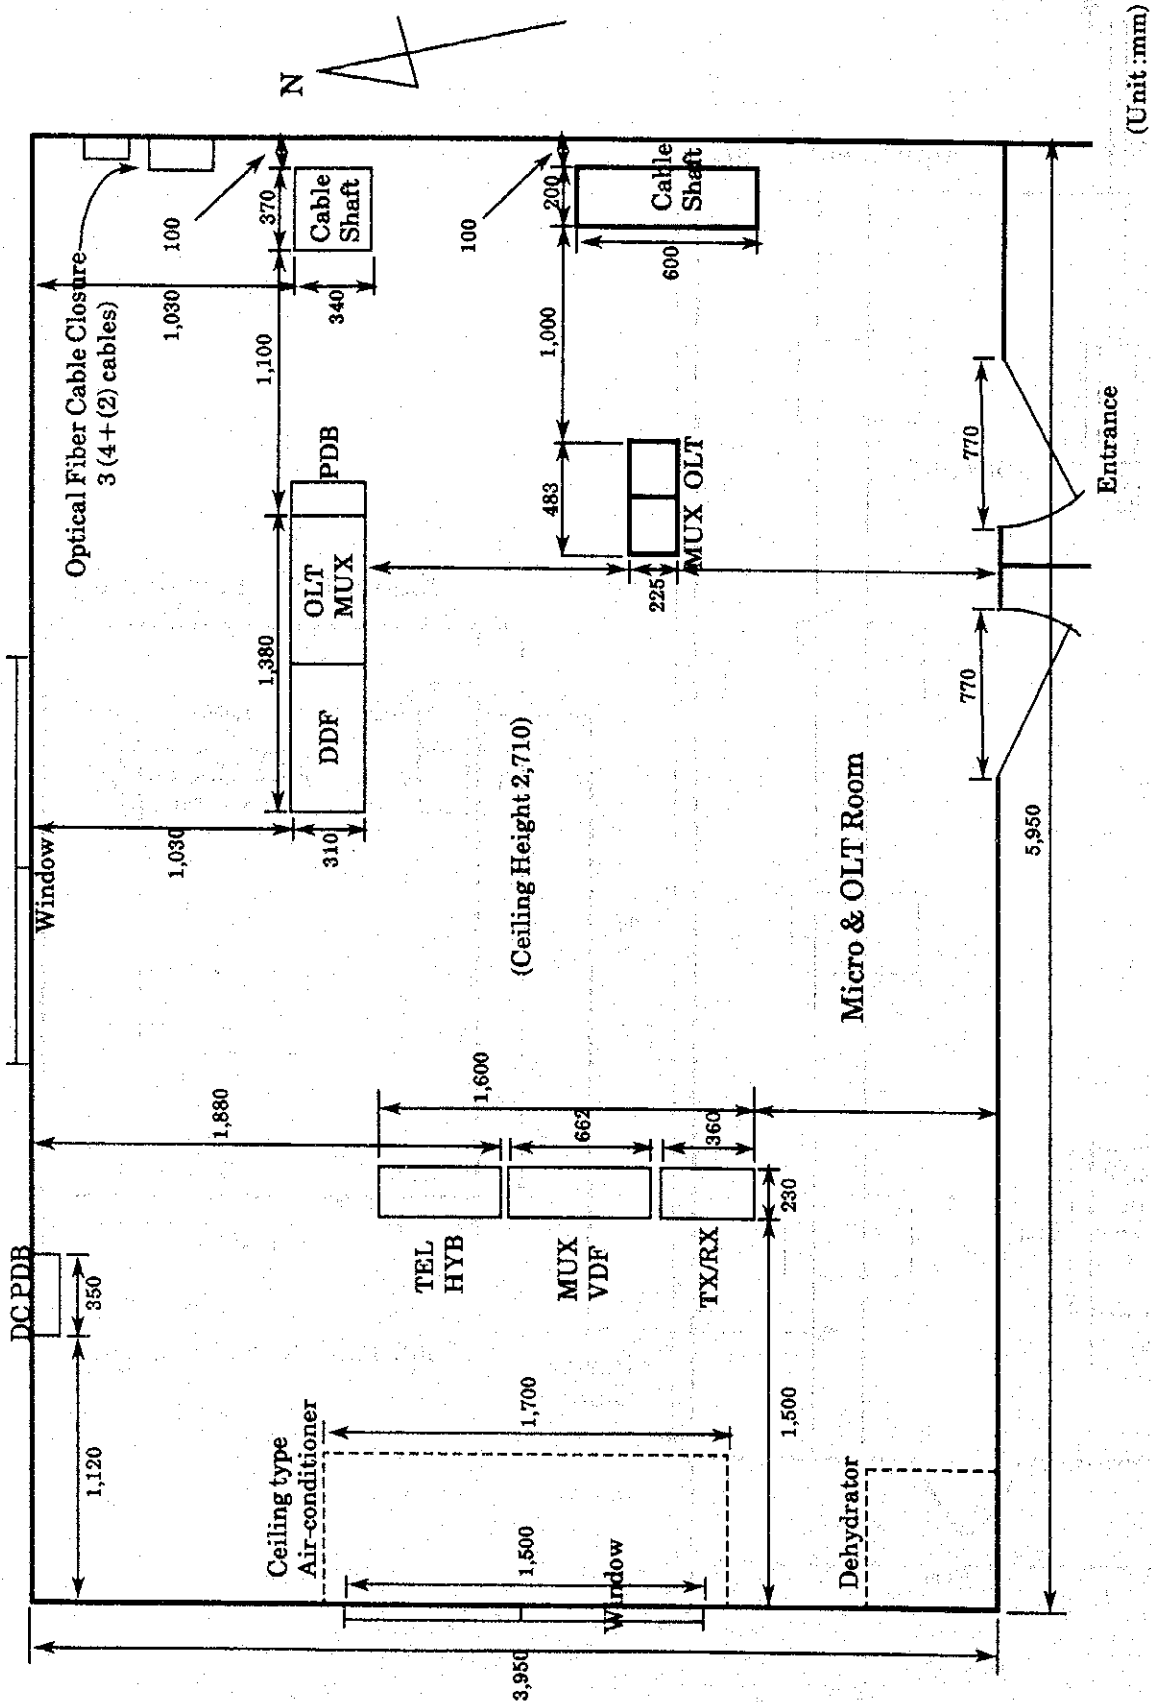 DC PDB
Window
1,120
350
1,880
1,030
Optical Fiber Cable Closure
3 (4+(2) cables)
1,030
100
370
Cable
Shaft
340
1,100
PDB
OLT
MUX
DDF
1,380
310
N
Ceiling type
Air-conditioner
1,700
1,500
Window
TEL
HYB
MUX
VDF
TX/RX
1,600
662
360
230
1,500
(Ceiling Height 2,710)
100
200
Cable
Shaft
600
1,000
483
MUX OLT
225
Dehydrator
Micro & OLT Room
770
770
Entrance
5,950
3,950
(Unit :mm)